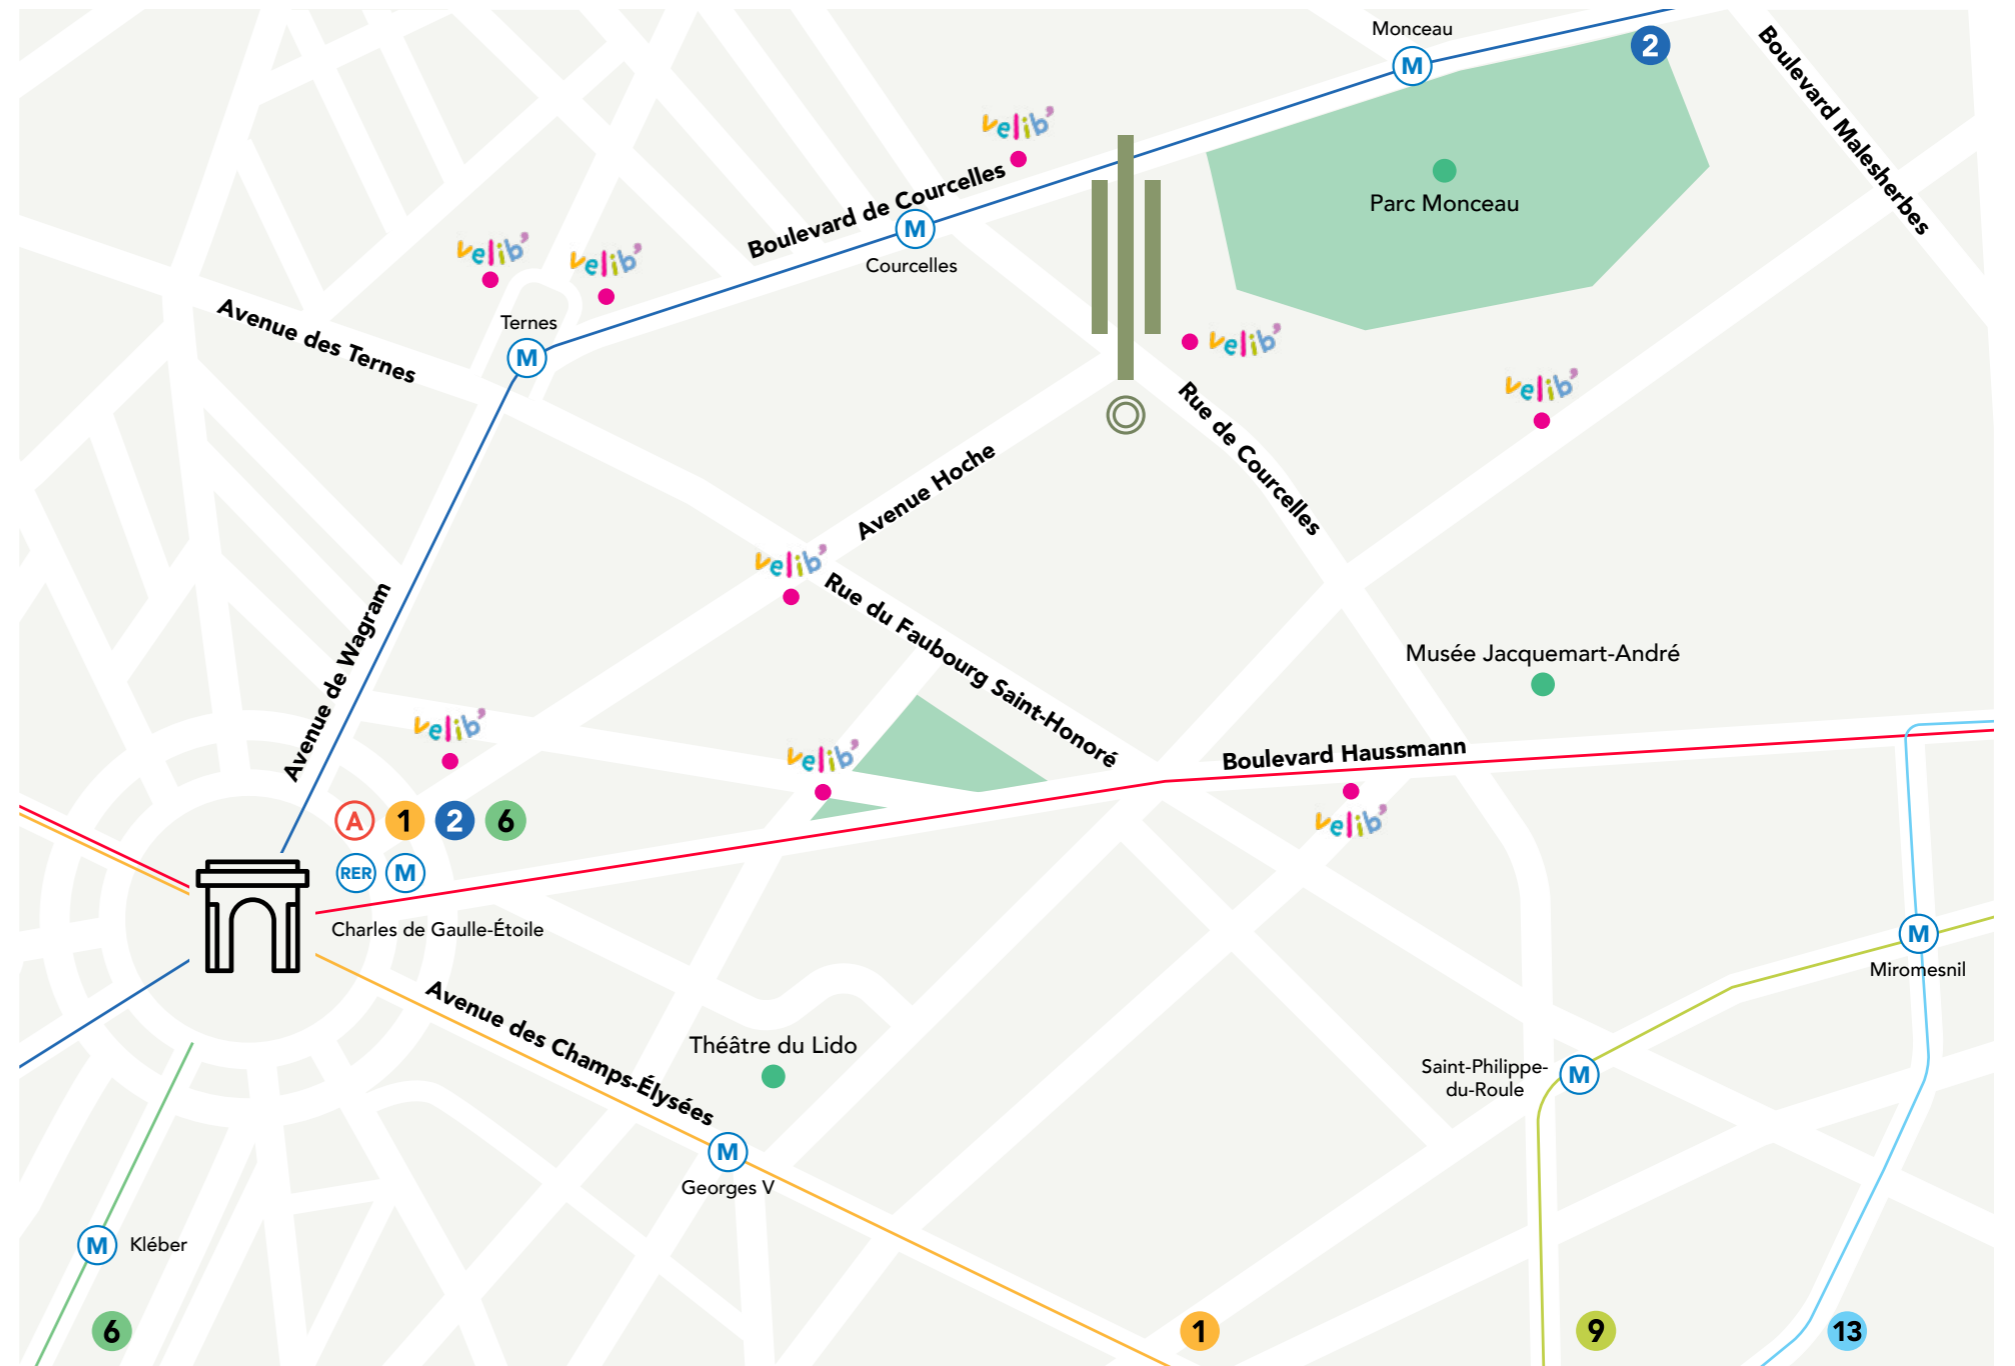 Monceau
M
2
Boulevard Malesherbes
velib'
Boulevard de Courcelles
Parc Monceau
M
Courcelles
velib'
velib'
Avenue des Ternes
Ternes
M
velib'
velib'
Rue de Courcelles
Avenue Hoche
velib'
Rue du Faubourg Saint-Honoré
Avenue de Wagram
Musée Jacquemart-André
velib'
velib'
Boulevard Haussmann
velib'
A 1 2 6
RER M
Charles de Gaulle-Étoile
M
Miromesnil
Avenue des Champs-Élysées
Théâtre du Lido
Saint-Philippe-
du-Roule
M
M
Georges V
M
Kléber
6
1
9
13